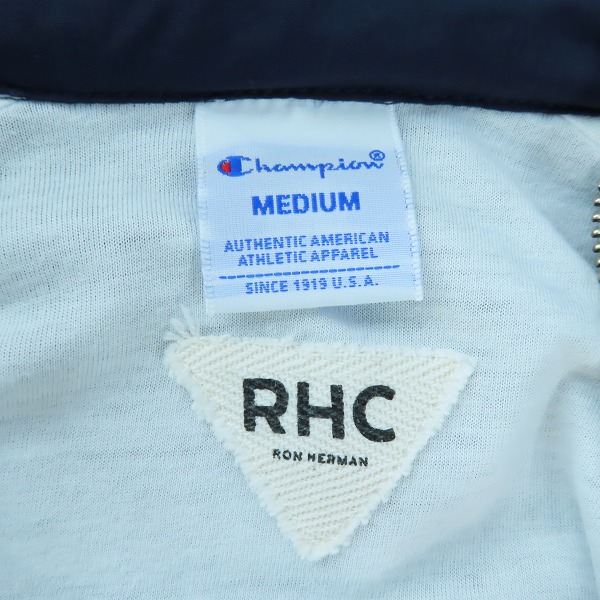 Champion®
MEDIUM
AUTHENTIC AMERICAN
ATHLETIC APPAREL
SINCE 1919 U.S.A.
RHC
RON HERMAN